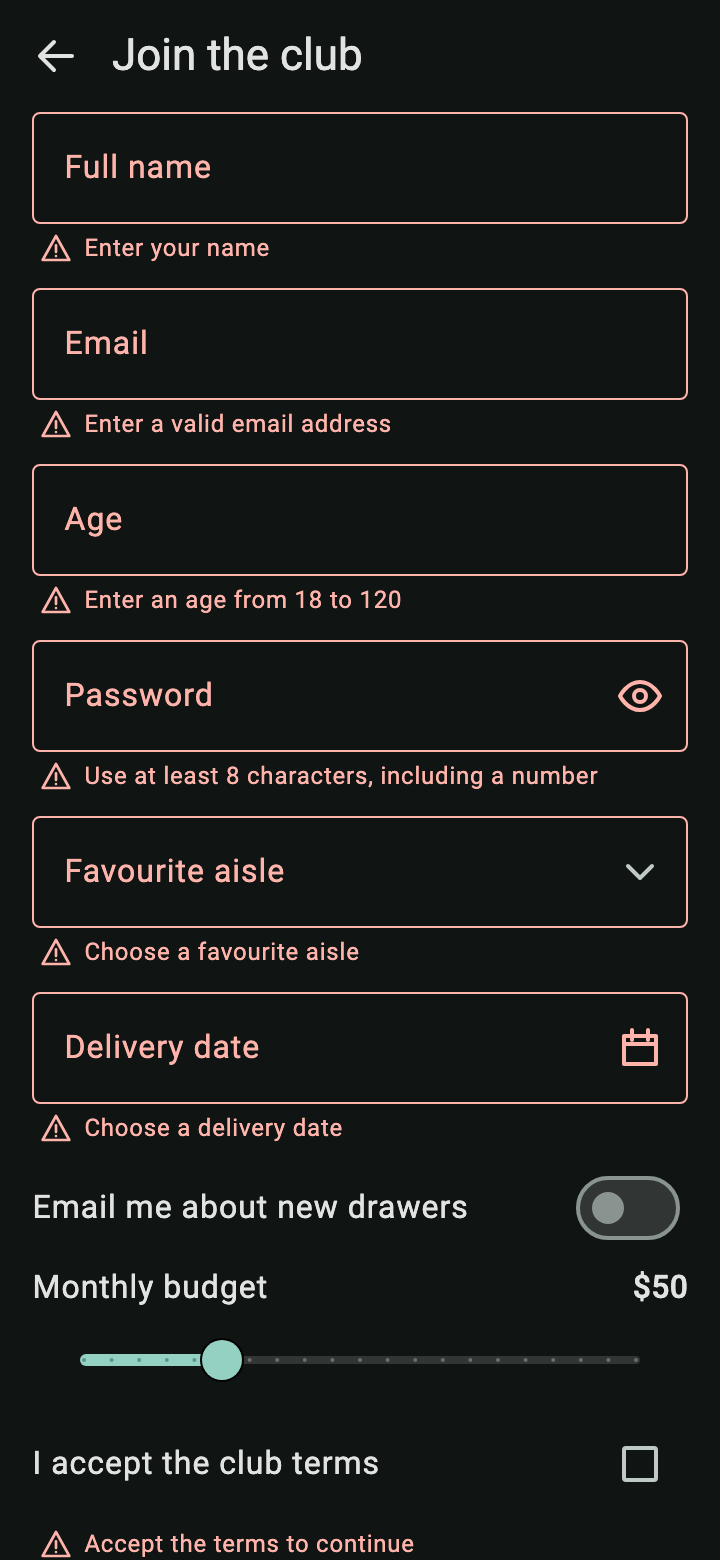 Join the club
Full name
Enter your name
Email
Enter a valid email address
Age
Enter an age from 18 to 120
Password
Use at least 8 characters, including a number
Favourite aisle
Choose a favourite aisle
Delivery date
Choose a delivery date
Email me about new drawers
Monthly budget $50
I accept the club terms
Accept the terms to continue